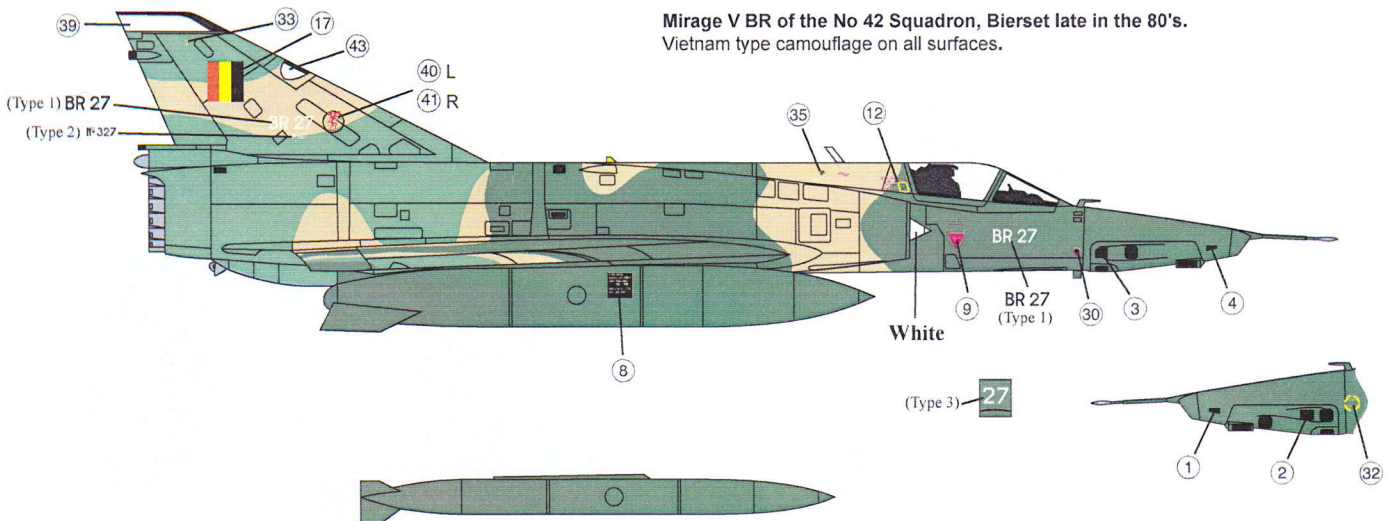 Mirage V BR of the No 42 Squadron, Bierset late in the 80's.
Vietnam type camouflage on all surfaces.
39
33
17
43
40 L
41 R
(Type 1) BR 27
BR 27
(Type 2) Nº 327
35
12
BR 27
BR 27
(Type 1)
White
9
30
3
4
8
(Type 3)
27
1
2
32